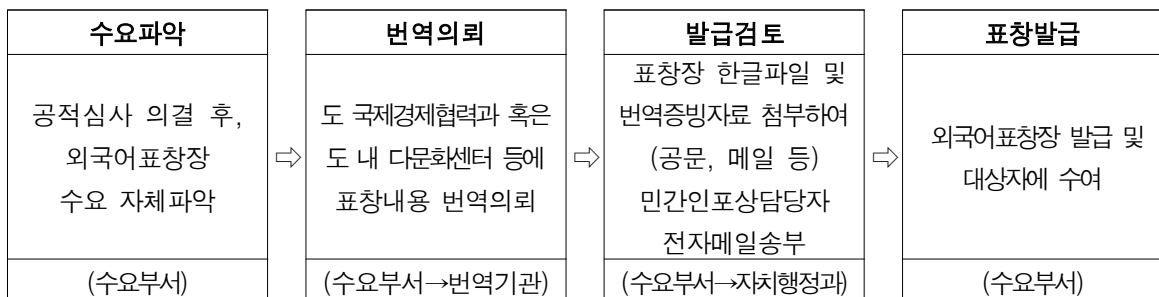 수요파악
공적심사 의결 후,
외국어표창장
수요 자체파악
(수요부서)
⇨
번역의뢰
도 국제경제협력과 혹은
도 내 다문화센터 등에
표창내용 번역의뢰
(수요부서→번역기관)
⇨
발급검토
표창장 한글파일 및
번역증빙자료 첨부하여
(공문, 메일 등)
민간인포상담당자
전자메일송부
(수요부서→자치행정과)
⇨
표창발급
외국어표창장 발급 및
대상자에 수여
(수요부서)